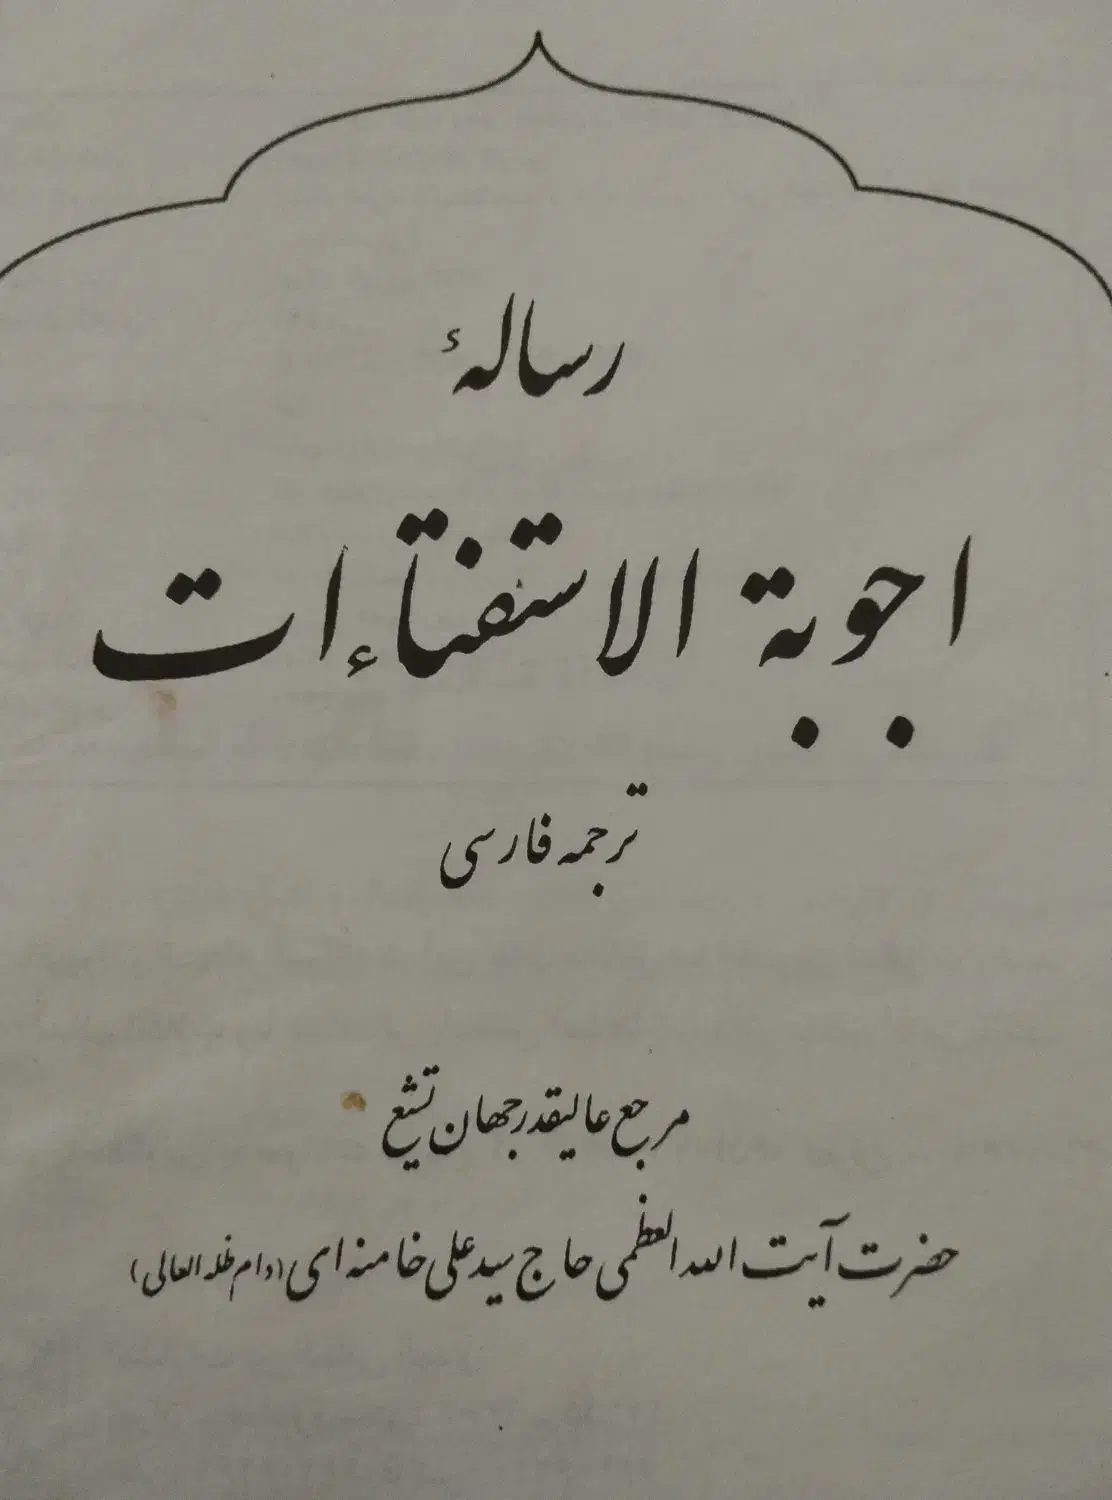 رسالهٔ
اجوبة الاستفتاءات
ترجمه فارسی
مرجع عالیقدر جهان تشیع
حضرت آیت الله العظمی حاج سید علی خامنه ای (دام ظله العالی)